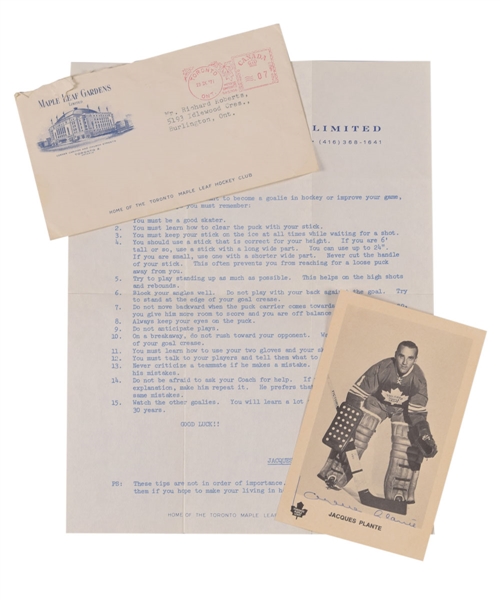 MAPLE LEAF GARDENS
LIMITED
TORONTO
CANADA
07
Mr. Richard Roberts,
5193 Idlewood Cres.,
Burlington, Ont.
HOME OF THE TORONTO MAPLE LEAF HOCKEY CLUB
LIMITED
(416) 368-1641
to become a goalie in hockey or improve your game,
you must remember:
You must be a good skater.
2. You must learn how to clear the puck with your stick.
3. You must keep your stick on the ice at all times while waiting for a shot.
4. You should use a stick that is correct for your height. If you are 6'
tall or so, use a stick with a long wide part. You can use up to 24".
If you are small, use one with a shorter wide part. Never cut the handle
of your stick. This often prevents you from reaching for a loose puck
away from you.
5. Try to play standing up as much as possible. This helps on the high shots
and rebounds.
6. your angles well. Do not play with your back the goal. Try
to stand at the edge of your goal crease.
7. Do not move backward when the puck carrier comes towards
you give him more room to score and you are off balance
8. Always keep your eyes on the puck.
9. Do not anticipate plays.
10. On a breakaway, do not rush toward your opponent.
of your goal crease.
11. You must learn how to use your two gloves and your
12. You must talk to your players and tell them what to
13. Never criticize a teammate if he makes a mistake.
his mistakes.
14. Do not be afraid to ask your Coach for help. If
explanation, make him repeat it. He prefers that
same mistakes.
15. Watch the other goalies. You will learn a lot
30 years.
GOOD LUCK!!
JACQUES
PS: These tips are not in order of importance,
them if you hope to make your living in
HOME OF THE TORONTO MAPLE LEAF
Jacques Plante
JACQUES PLANTE